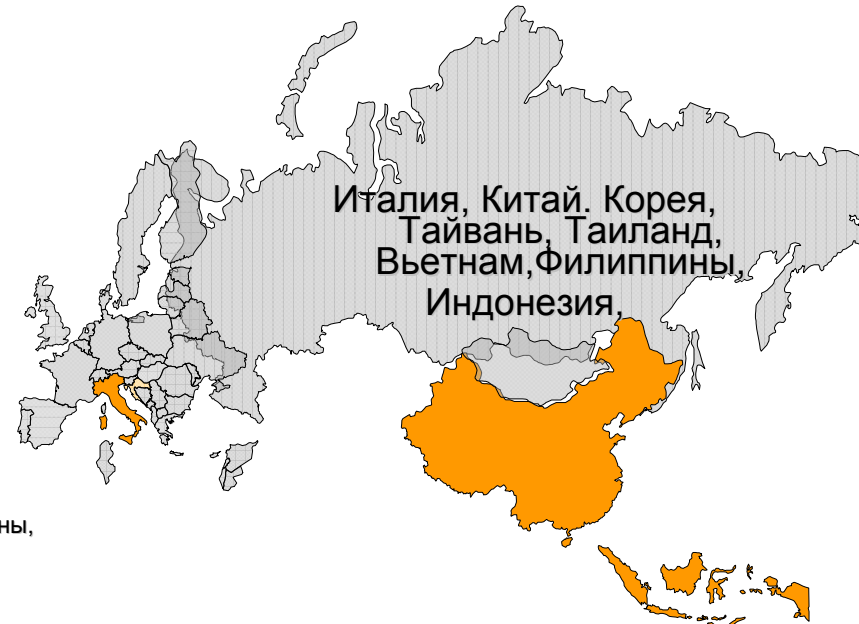 Италия, Китай. Корея,
Тайвань, Таиланд,
Вьетнам,Филиппины,
Индонезия,
ны,